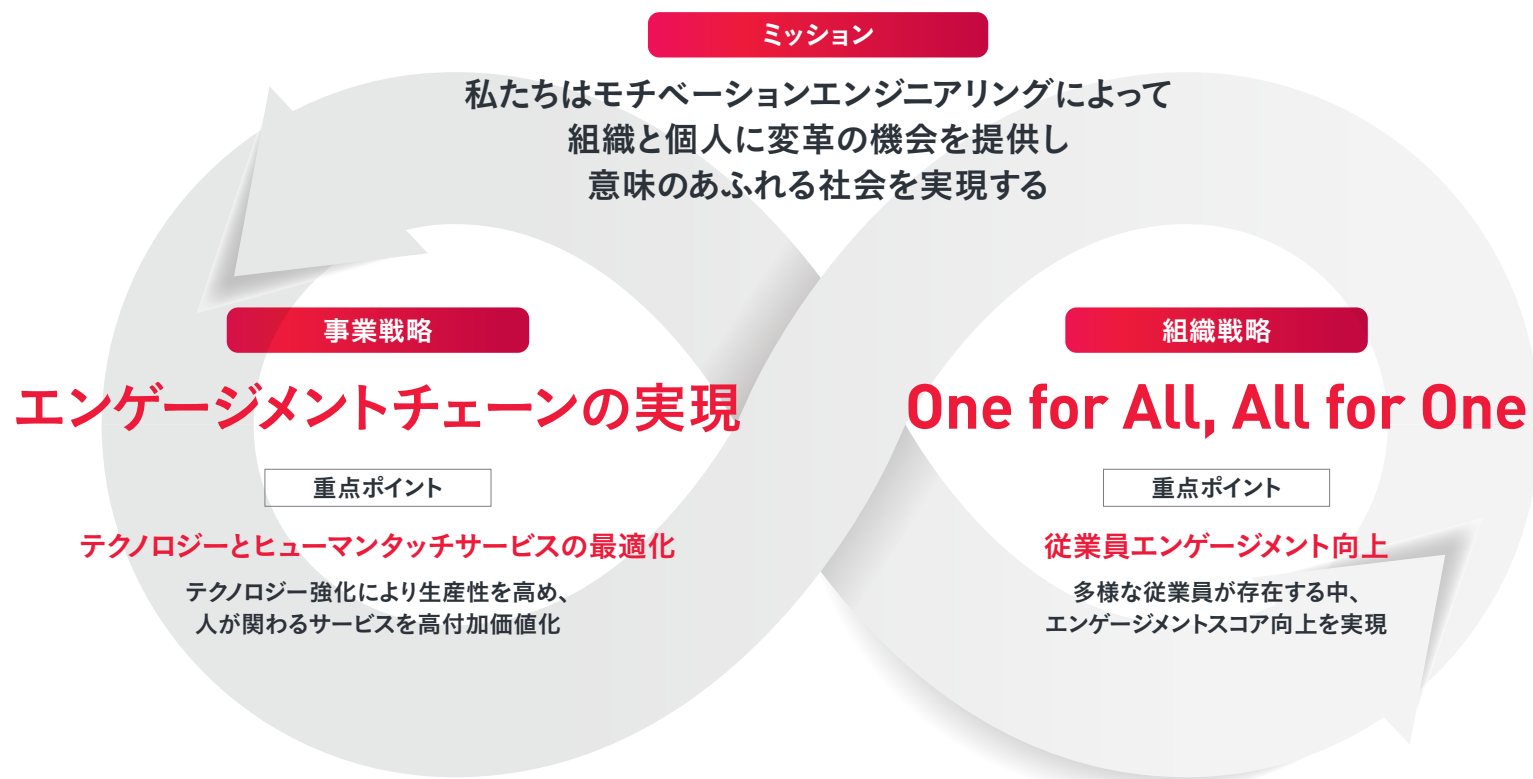 ミッション
私たちはモチベーションエンジニアリングによって
組織と個人に変革の機会を提供し
意味のあふれる社会を実現する
事業戦略
エンゲージメントチェーンの実現
重点ポイント
テクノロジーとヒューマンタッチサービスの最適化
テクノロジー強化により生産性を高め、
人が関わるサービスを高付加価値化
組織戦略
One for All, All for One
重点ポイント
従業員エンゲージメント向上
多様な従業員が存在する中、
エンゲージメントスコア向上を実現